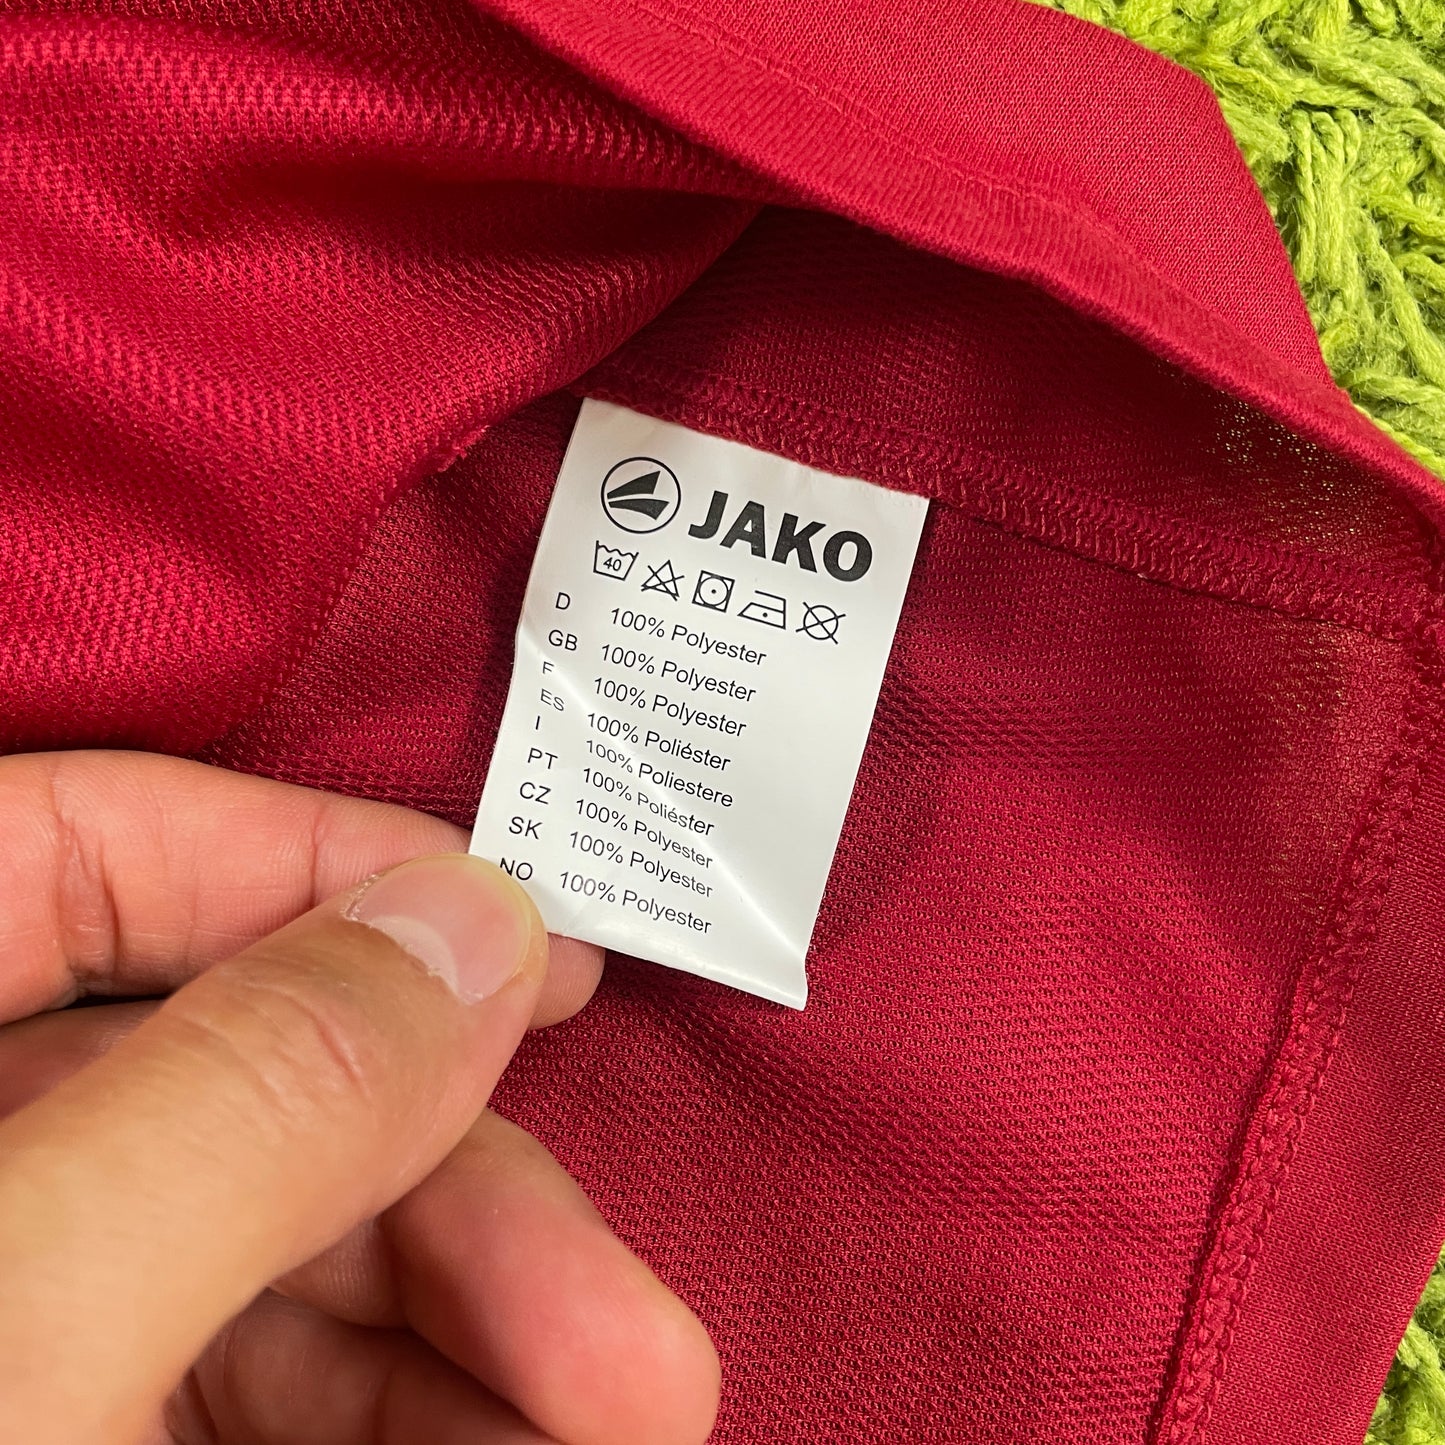 JAKO
40
D 100% Polyester
GB 100% Polyester
F 100% Polyester
ES 100% Poliéster
I 100% Poliestere
PT 100% Poliéster
CZ 100% Polyester
SK 100% Polyester
NO 100% Polyester